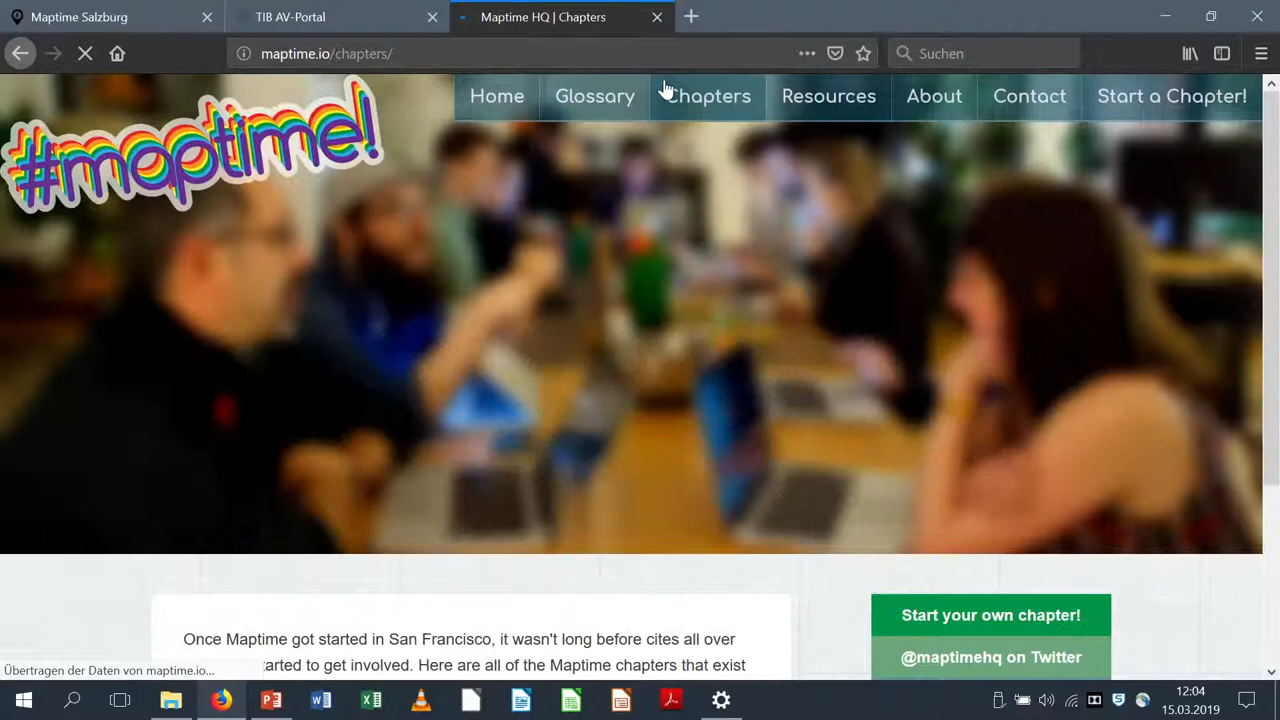 Maptime Salzburg
TIB AV-Portal
Maptime HQ | Chapters
maptime.io/chapters/
Suchen
#maptime!
Home
Glossary
Chapters
Resources
About
Contact
Start a Chapter!
Once Maptime got started in San Francisco, it wasn't long before cites all over
tarted to get involved. Here are all of the Maptime chapters that exist
Start your own chapter!
@maptimehq on Twitter
Übertragen der Daten von maptime.io...
12:04
15.03.2019